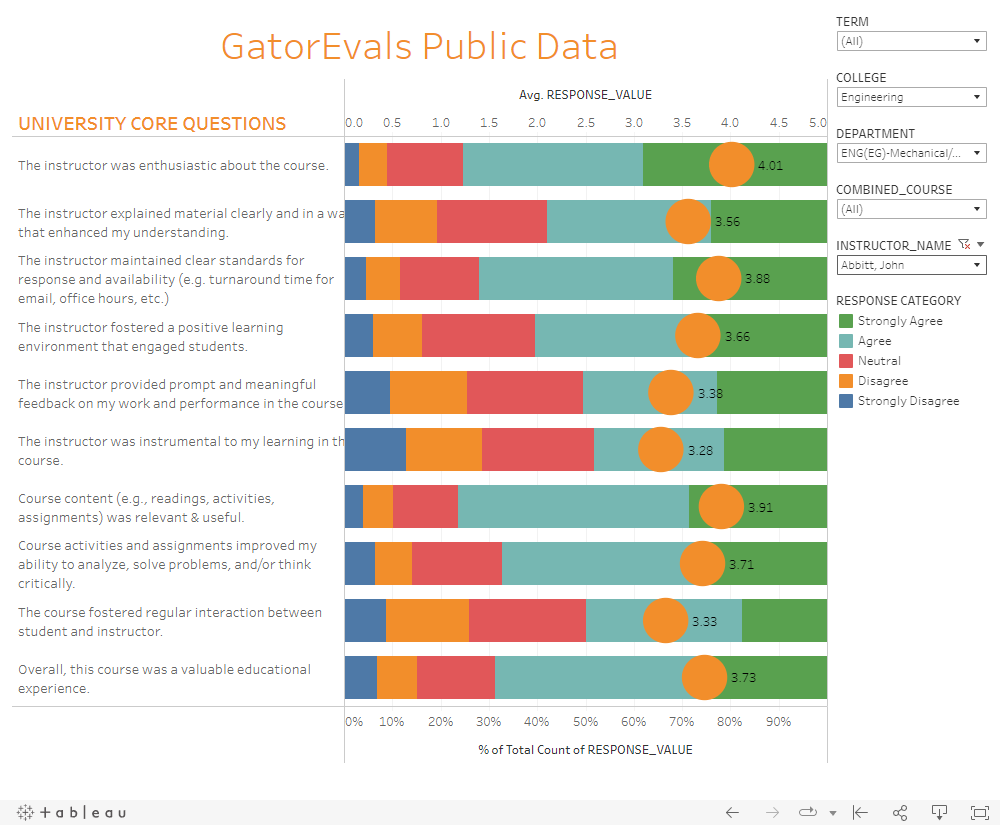 GatorEvals Public Data
TERM
(All)
COLLEGE
Engineering
DEPARTMENT
ENG(EG)-Mechanical/...
COMBINED_COURSE
(All)
INSTRUCTOR_NAME
Abbitt, John
RESPONSE CATEGORY
Strongly Agree
Agree
Neutral
Disagree
Strongly Disagree
Avg. RESPONSE_VALUE
UNIVERSITY CORE QUESTIONS
0.0 0.5 1.0 1.5 2.0 2.5 3.0 3.5 4.0 4.5 5.0
The instructor was enthusiastic about the course.
4.01
The instructor explained material clearly and in a wa
that enhanced my understanding.
3.56
The instructor maintained clear standards for
response and availability (e.g. turnaround time for
email, office hours, etc.)
3.88
The instructor fostered a positive learning
environment that engaged students.
3.66
The instructor provided prompt and meaningful
feedback on my work and performance in the course
3.38
The instructor was instrumental to my learning in th
course.
3.28
Course content (e.g., readings, activities,
assignments) was relevant & useful.
3.91
Course activities and assignments improved my
ability to analyze, solve problems, and/or think
critically.
3.71
The course fostered regular interaction between
student and instructor.
3.33
Overall, this course was a valuable educational
experience.
3.73
0% 10% 20% 30% 40% 50% 60% 70% 80% 90%
% of Total Count of RESPONSE_VALUE
+ableau